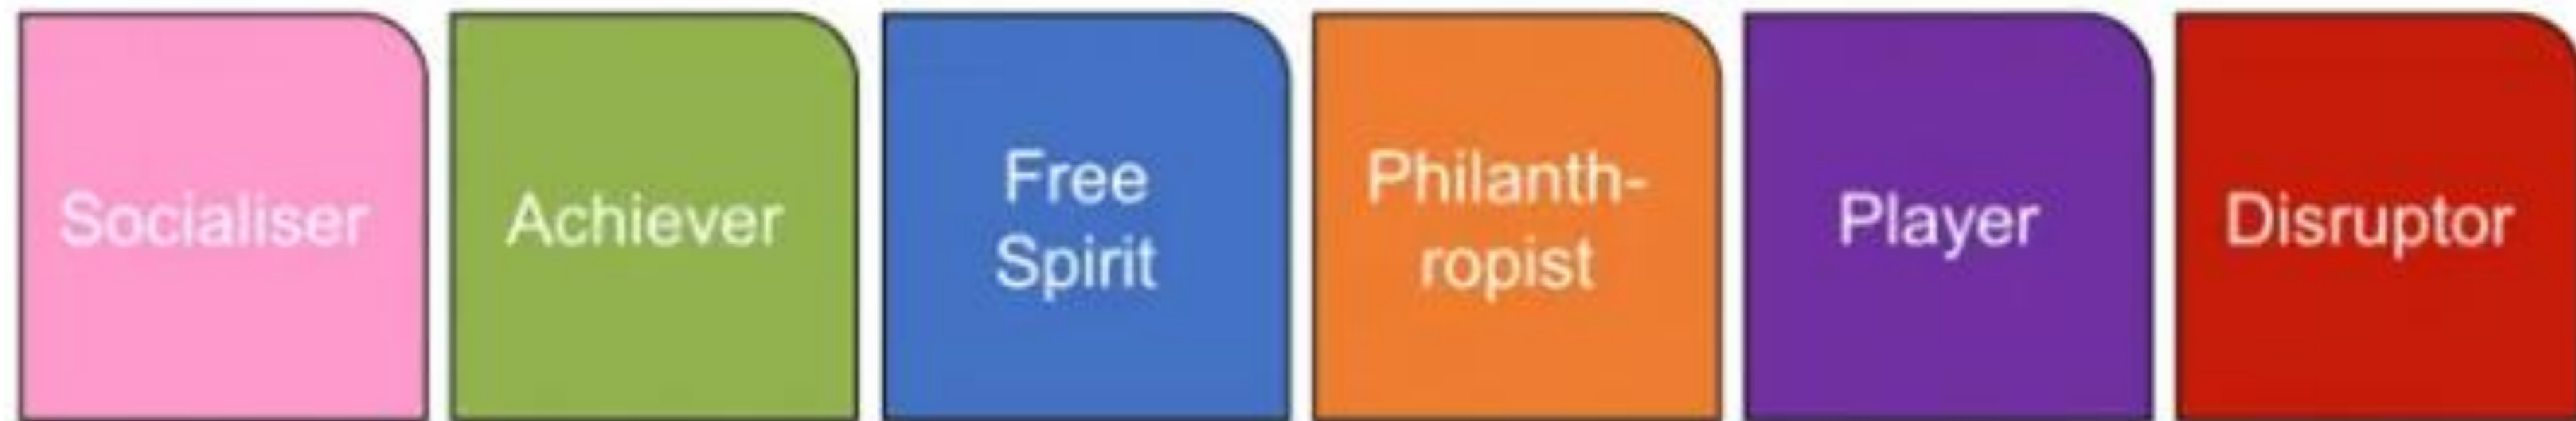 Socialiser
Achiever
Free
Spirit
Philanth-
ropist
Player
Disruptor